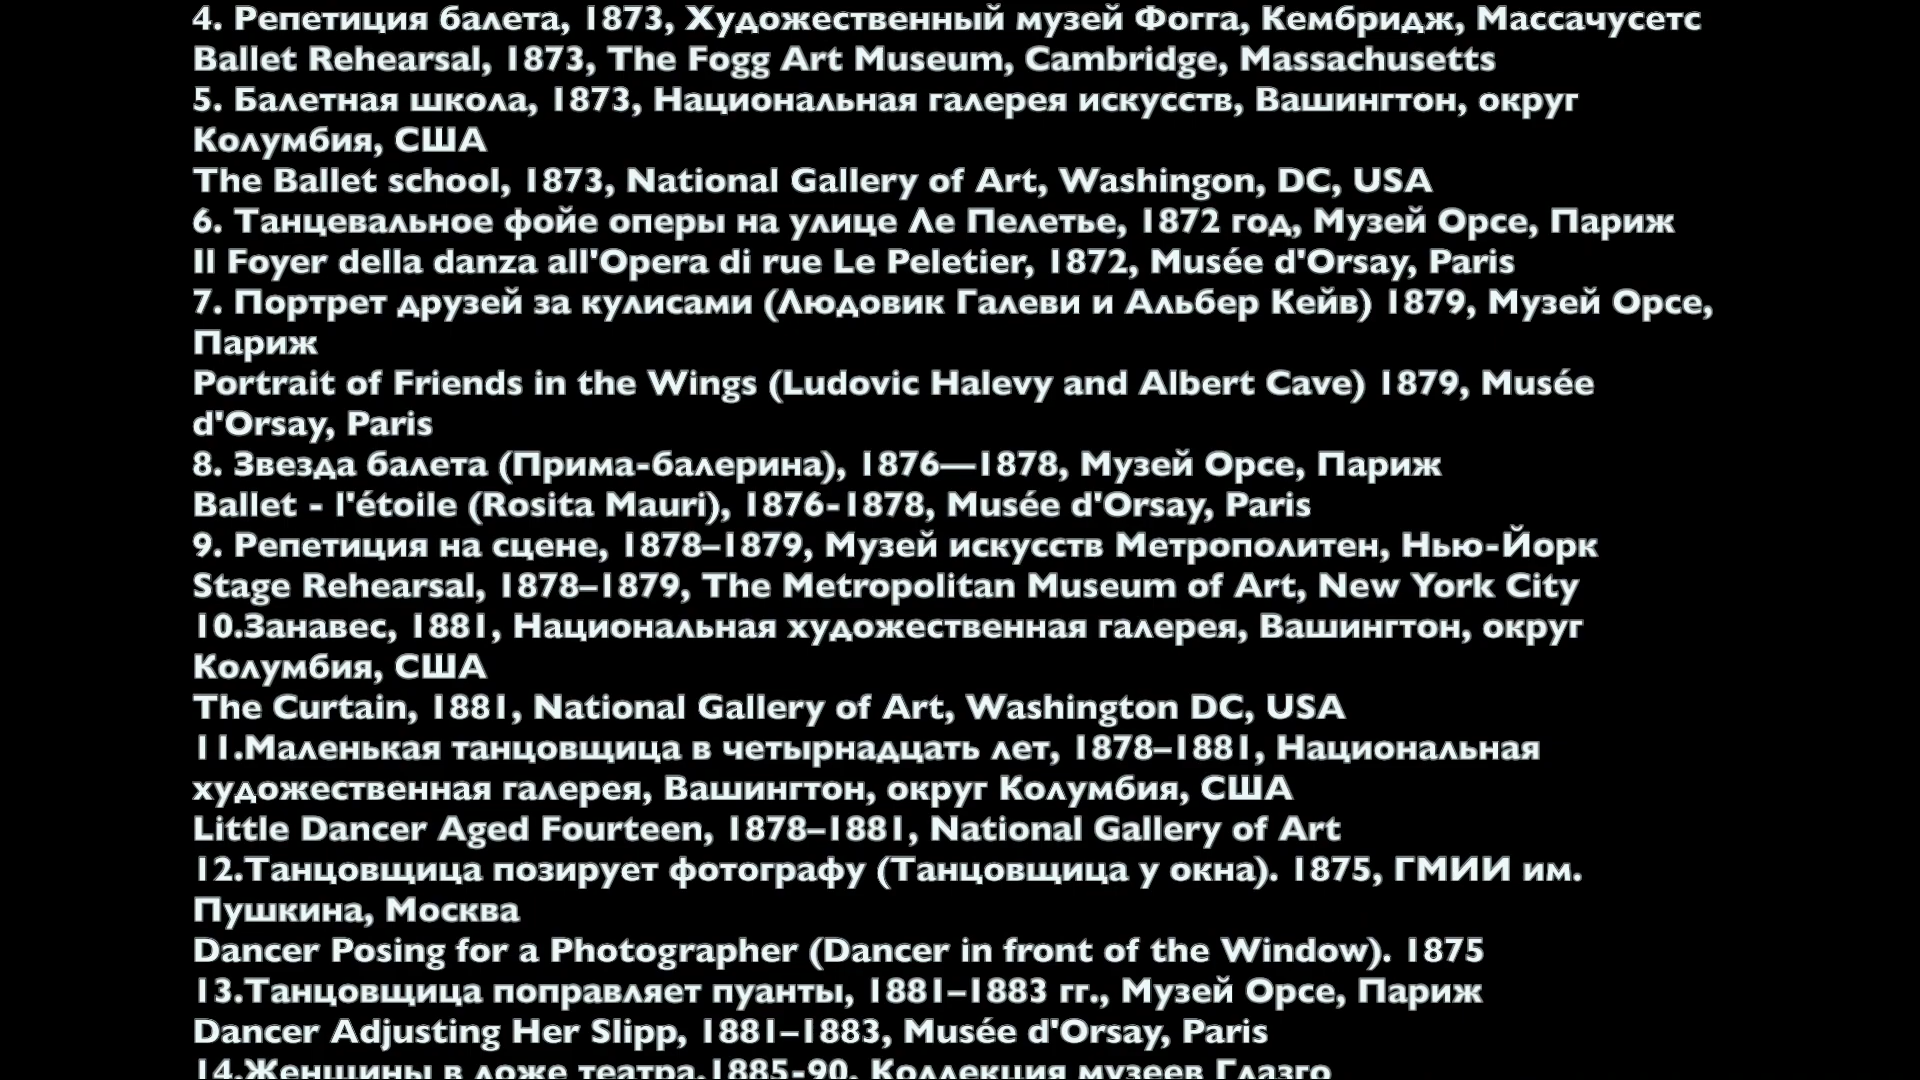 4. Репетиция балета, 1873, Художественный музей Фогга, Кембридж, Массачусетс
Ballet Rehearsal, 1873, The Fogg Art Museum, Cambridge, Massachusetts
5. Балетная школа, 1873, Национальная галерея искусств, Вашингтон, округ
Колумбия, США
The Ballet school, 1873, National Gallery of Art, Washingon, DC, USA
6. Танцевальное фойе оперы на улице Ле Пелетье, 1872 год, Музей Орсе, Париж
Il Foyer della danza all'Opera di rue Le Peletier, 1872, Musée d'Orsay, Paris
7. Портрет друзей за кулисами (Людовик Галеви и Альбер Кейв) 1879, Музей Орсе,
Париж
Portrait of Friends in the Wings (Ludovic Halevy and Albert Cave) 1879, Musée
d'Orsay, Paris
8. Звезда балета (Прима-балерина), 1876—1878, Музей Орсе, Париж
Ballet - l'étoile (Rosita Mauri), 1876-1878, Musée d'Orsay, Paris
9. Репетиция на сцене, 1878–1879, Музей искусств Метрополитен, Нью-Йорк
Stage Rehearsal, 1878–1879, The Metropolitan Museum of Art, New York City
10.Занавес, 1881, Национальная художественная галерея, Вашингтон, округ
Колумбия, США
The Curtain, 1881, National Gallery of Art, Washington DC, USA
11.Маленькая танцовщица в четырнадцать лет, 1878–1881, Национальная
художественная галерея, Вашингтон, округ Колумбия, США
Little Dancer Aged Fourteen, 1878–1881, National Gallery of Art
12.Танцовщица позирует фотографу (Танцовщица у окна). 1875, ГМИИ им.
Пушкина, Москва
Dancer Posing for a Photographer (Dancer in front of the Window). 1875
13.Танцовщица поправляет пуанты, 1881–1883 гг., Музей Орсе, Париж
Dancer Adjusting Her Slipp, 1881–1883, Musée d'Orsay, Paris
14.Женщины в ложе театра,1885-90, Коллекция музеев Глазго